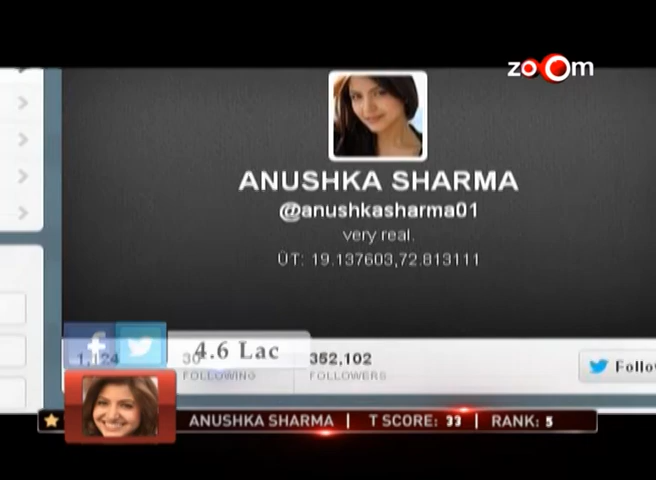 zoom
ANUSHKA SHARMA
@anushkasharma01
very real.
ÜT: 19.137603,72.813111
1,124
30
4.6 Lac
352,102
FOLLOWING
FOLLOWERS
Follo
ANUSHKA SHARMA | T SCORE: 33 | RANK: 5